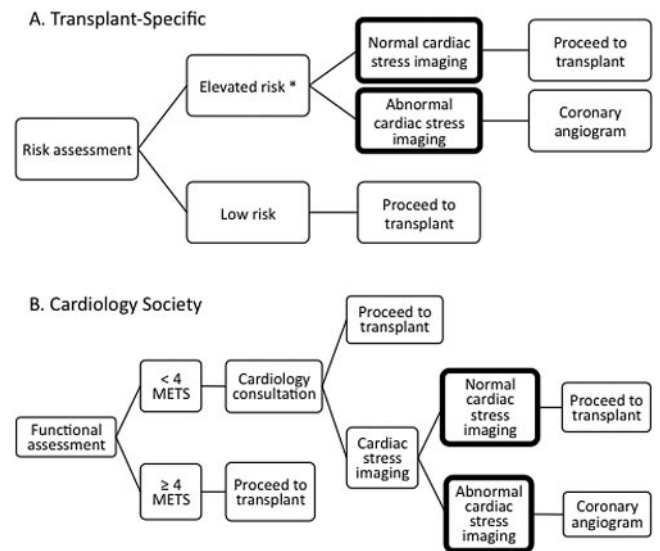 A. Transplant-Specific
Risk assessment
Elevated risk *
Normal cardiac
stress imaging
Proceed to
transplant
Abnormal
cardiac stress
imaging
Coronary
angiogram
Low risk
Proceed to
transplant
B. Cardiology Society
Functional
assessment
< 4
METS
Cardiology
consultation
Proceed to
transplant
Cardiac
stress
imaging
Normal
cardiac
stress
imaging
Proceed to
transplant
Abnormal
cardiac
stress
imaging
Coronary
angiogram
≥ 4
METS
Proceed to
transplant